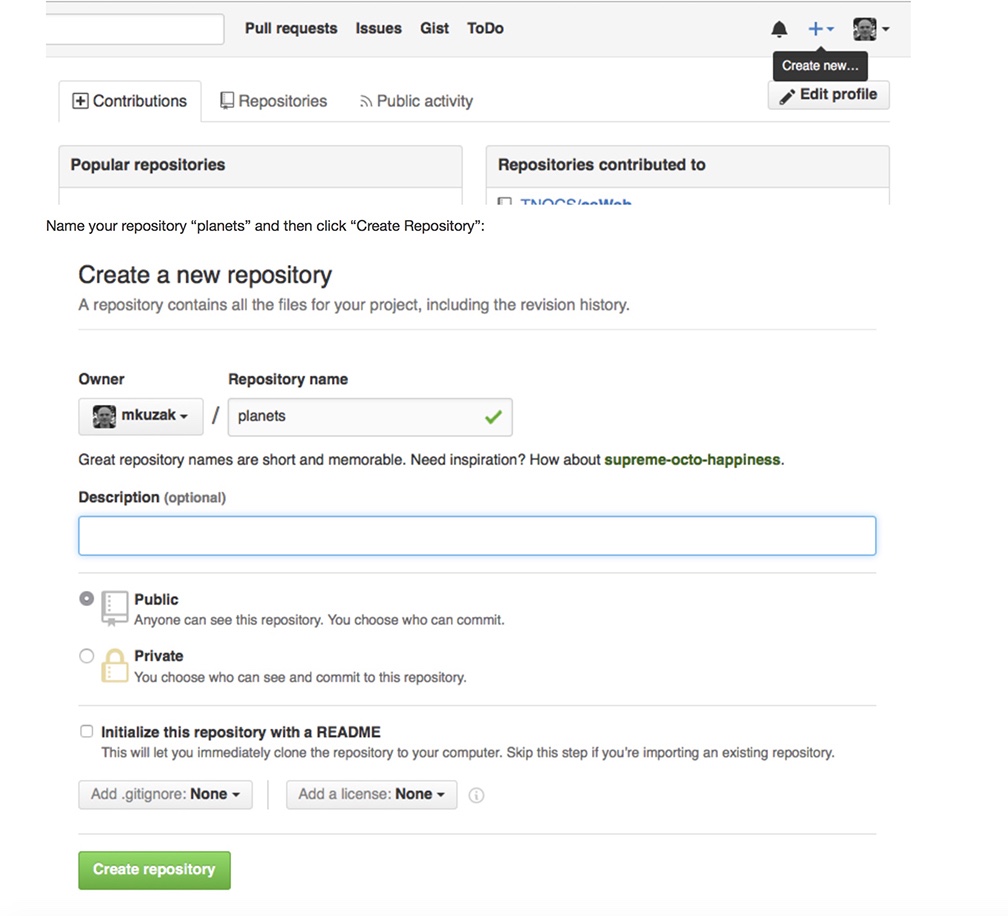 Pull requests Issues Gist ToDo
Create new...
Contributions Repositories Public activity
Edit profile
Popular repositories
Repositories contributed to
Name your repository “planets” and then click “Create Repository”:
Create a new repository
A repository contains all the files for your project, including the revision history.
Owner Repository name
mkuzak / planets
Great repository names are short and memorable. Need inspiration? How about supreme-octo-happiness.
Description (optional)
Public
Anyone can see this repository. You choose who can commit.
Private
You choose who can see and commit to this repository.
Initialize this repository with a README
This will let you immediately clone the repository to your computer. Skip this step if you're importing an existing repository.
Add .gitignore: None Add a license: None
Create repository